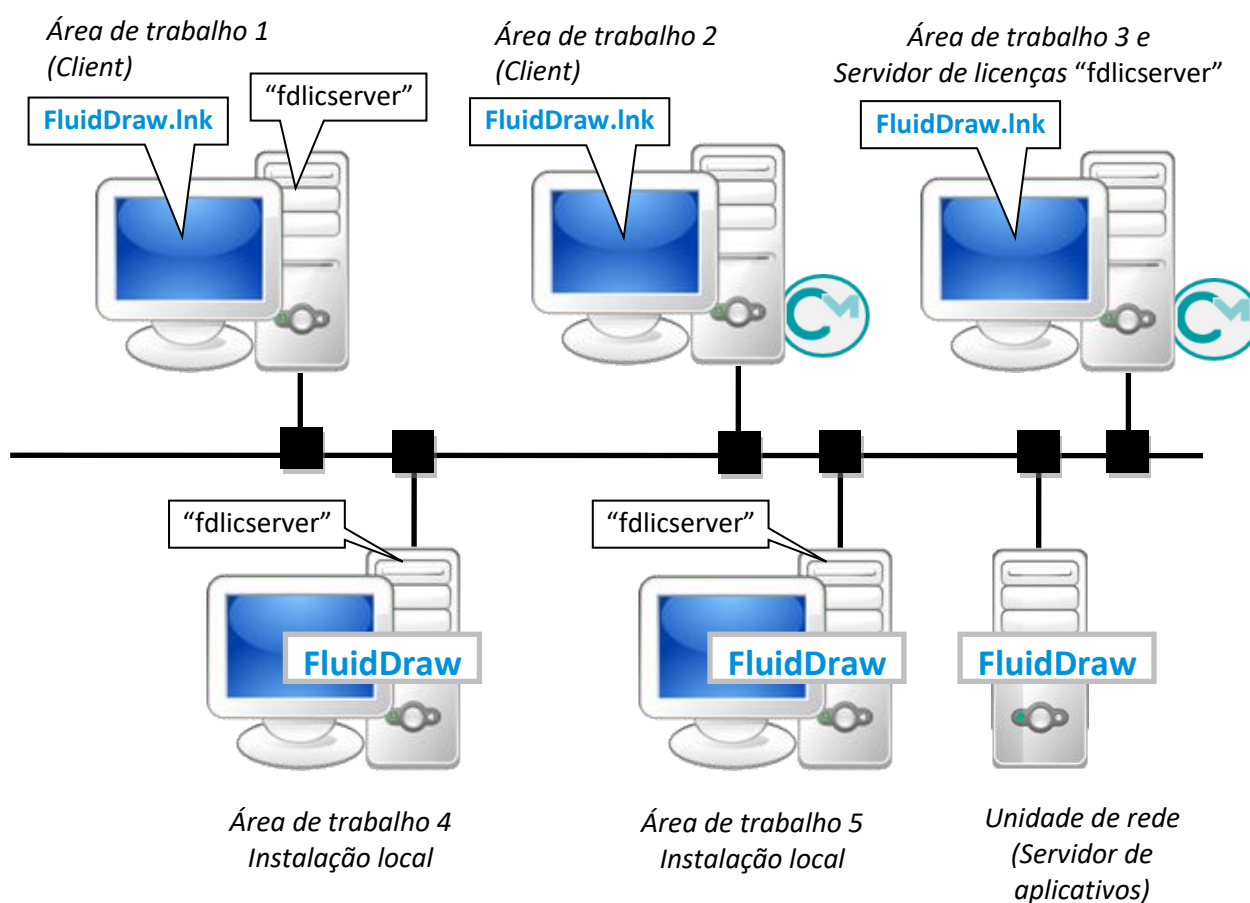 Área de trabalho 1
(Client)
“fdlicserver”
FluidDraw.lnk
Área de trabalho 2
(Client)
FluidDraw.lnk
Área de trabalho 3 e
Servidor de licenças “fdlicserver”
FluidDraw.lnk
CM
CM
“fdlicserver”
FluidDraw
Área de trabalho 4
Instalação local
“fdlicserver”
FluidDraw
Área de trabalho 5
Instalação local
FluidDraw
Unidade de rede
(Servidor de
aplicativos)